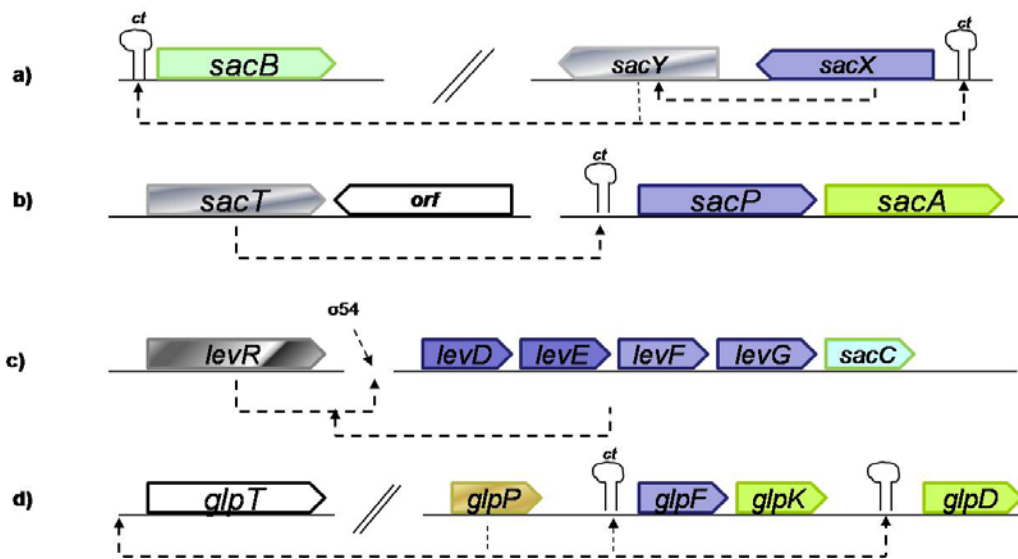 ct ct
a) sacB sacY sacX
ct
b) sacT orf sacP sacA
σ54
c) levR levD levE levF levG sacC
ct
d) glpT glpP glpF glpK glpD